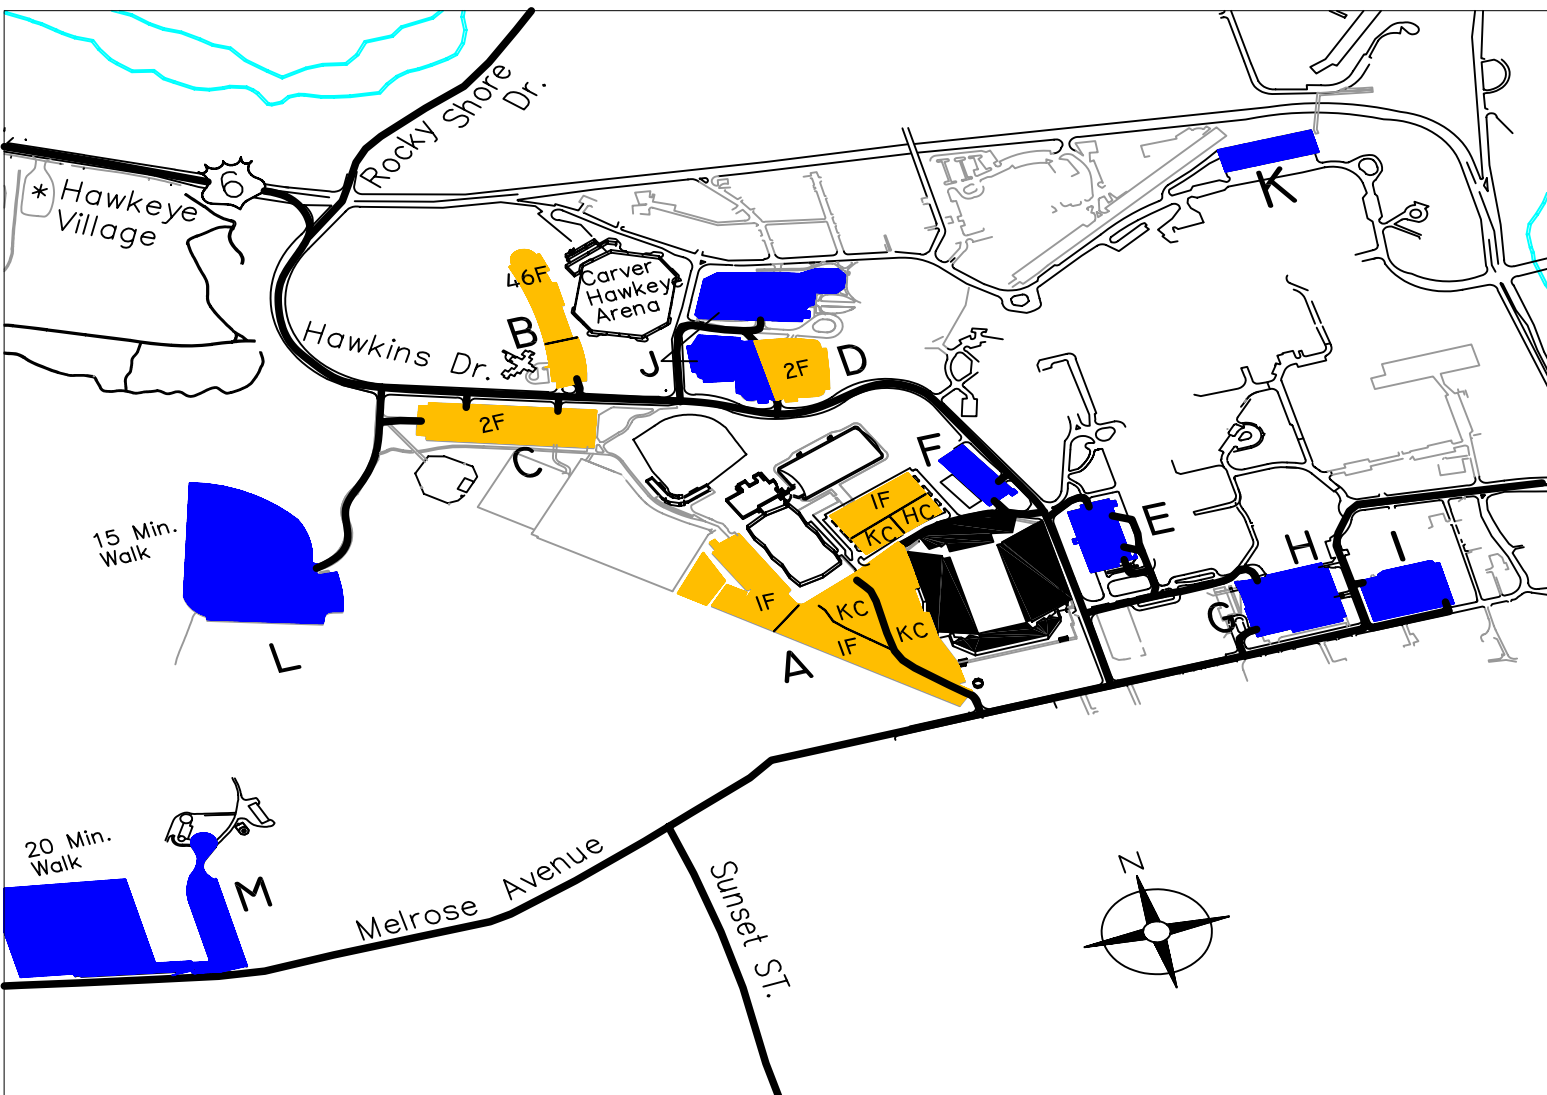 Rocky Shore
Dr.
6
* Hawkeye
Village
K
46F
Carver
Hawkeye
Arena
B
Hawkins Dr.
J
2F
D
2F
C
F
IF
HC
KC
E
15 Min.
Walk
H
I
IF
KC
KC
IF
G
A
L
20 Min.
Walk
M
Melrose Avenue
Sunset ST.
N